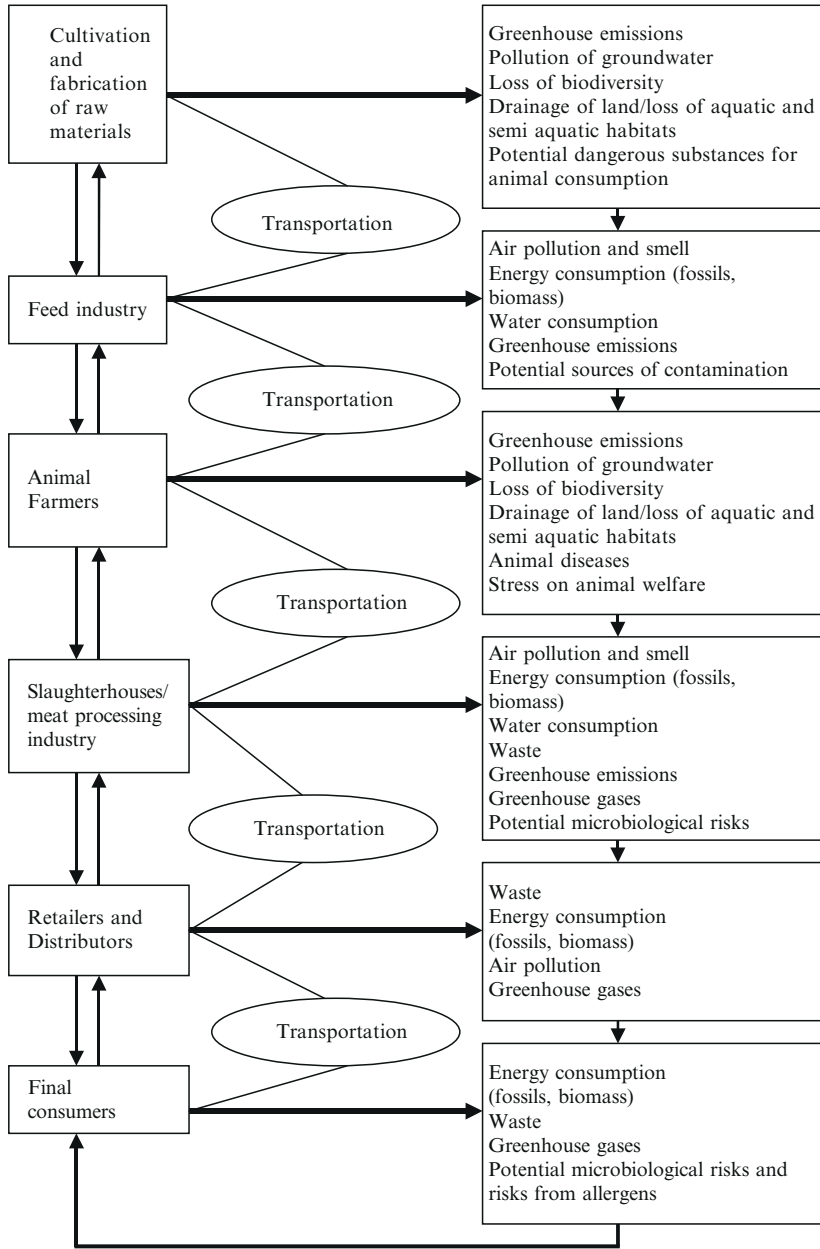 Cultivation
and
fabrication
of raw
materials
Greenhouse emissions
Pollution of groundwater
Loss of biodiversity
Drainage of land/loss of aquatic and
semi aquatic habitats
Potential dangerous substances for
animal consumption
Transportation
Feed industry
Air pollution and smell
Energy consumption (fossils,
biomass)
Water consumption
Greenhouse emissions
Potential sources of contamination
Transportation
Animal
Farmers
Greenhouse emissions
Pollution of groundwater
Loss of biodiversity
Drainage of land/loss of aquatic and
semi aquatic habitats
Animal diseases
Stress on animal welfare
Transportation
Slaughterhouses/
meat processing
industry
Air pollution and smell
Energy consumption (fossils,
biomass)
Water consumption
Waste
Greenhouse emissions
Greenhouse gases
Potential microbiological risks
Transportation
Retailers and
Distributors
Waste
Energy consumption
(fossils, biomass)
Air pollution
Greenhouse gases
Transportation
Final
consumers
Energy consumption
(fossils, biomass)
Waste
Greenhouse gases
Potential microbiological risks and
risks from allergens